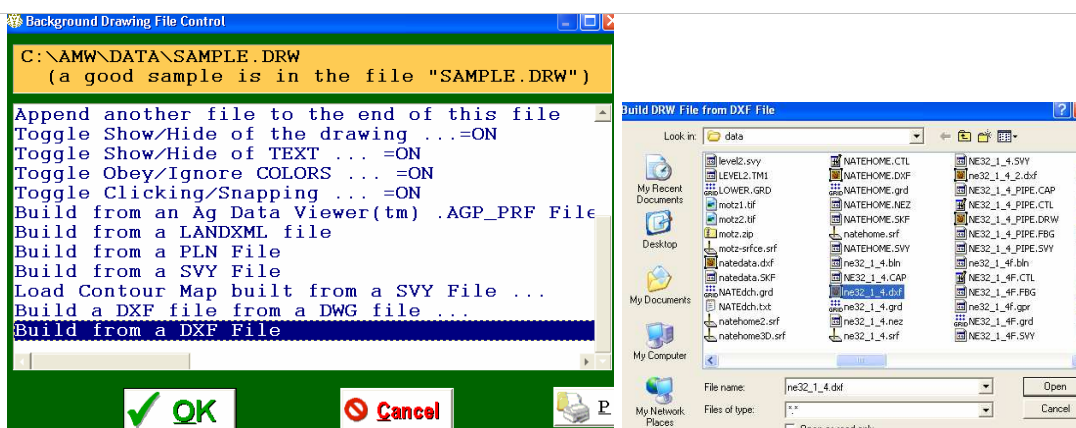 Background Drawing File Control
C:\AMW\DATA\SAMPLE.DRW
(a good sample is in the file "SAMPLE.DRW")
Append another file to the end of this file
Toggle Show/Hide of the drawing ...=ON
Toggle Show/Hide of TEXT ... =ON
Toggle Obey/Ignore COLORS ... =ON
Toggle Clicking/Snapping ... =ON
Build from an Ag Data Viewer(tm) .AGP_PRF File
Build from a LANDXML file
Build from a PLN File
Build from a SVY File
Load Contour Map built from a SVY File ...
Build a DXF file from a DWG file ...
Build from a DXF File
OK
Cancel
P
Build DRW File from DXF File
Look in:
data
My Recent
Documents
Desktop
My Documents
My Computer
My Network
Places
level2.svy
LEVEL2.TM1
LOWER.GRD
motz1.tif
motz2.tif
motz.zip
motz-srfce.srf
natedata.dxf
natedata.SKF
NATEdch.grd
NATEdch.txt
natehome2.srf
natehome3D.srf
NATEHOME.CTL
NATEHOME.DXF
NATEHOME.grd
NATEHOME.NEZ
NATEHOME.SKF
natehome.srf
NATEHOME.SVY
NE32_1_4.bln
NE32_1_4.CAP
ne32_1_4.dxf
ne32_1_4.grd
ne32_1_4.nez
ne32_1_4.srf
NE32_1_4.SVY
ne32_1_4_2.dxf
NE32_1_4_PIPE.CAP
NE32_1_4_PIPE.CTL
NE32_1_4_PIPE.DRW
NE32_1_4_PIPE.FBG
NE32_1_4_PIPE.SVY
NE32_1_4F.bln
NE32_1_4F.CTL
NE32_1_4F.FBG
ne32_1_4f.gpr
NE32_1_4F.grd
NE32_1_4F.SVY
File name:
ne32_1_4.dxf
Open
Files of type:
*.*
Cancel